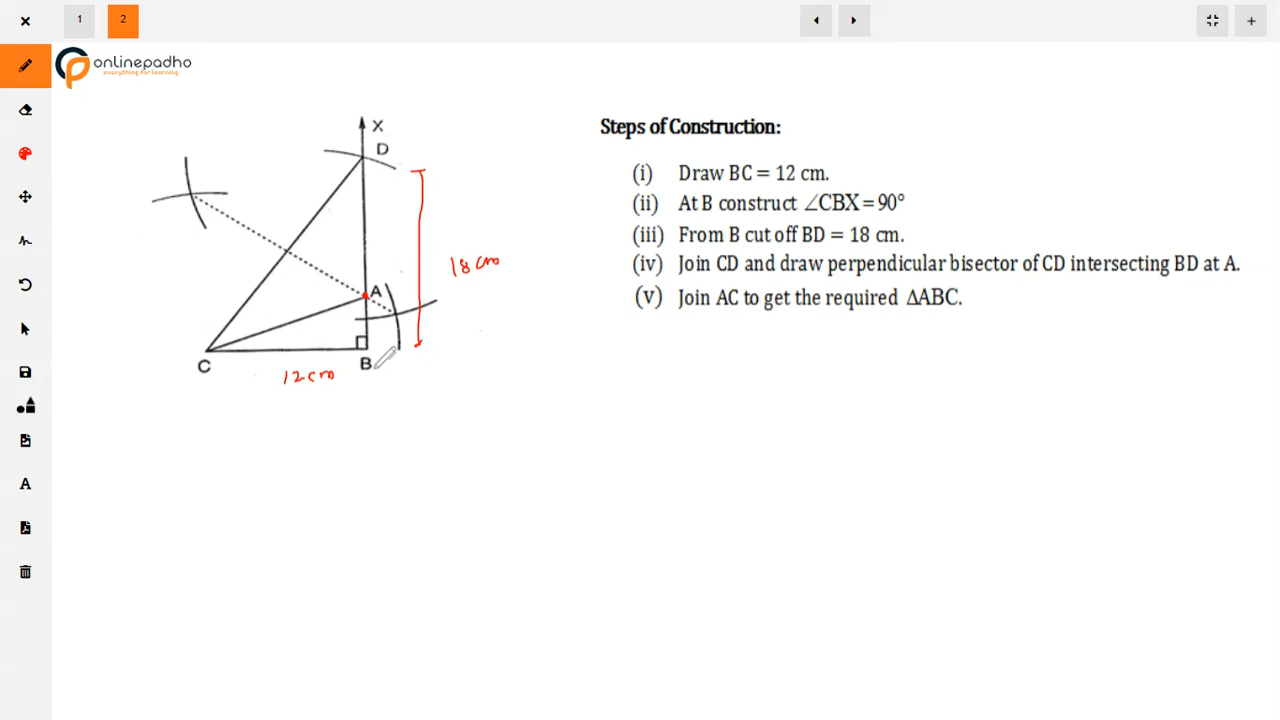 1
2
onlinepadho
everything for learning
X
D
18 cm
A
C
B
12 cm
Steps of Construction:
(i) Draw BC = 12 cm.
(ii) At B construct ∠CBX = 90°
(iii) From B cut off BD = 18 cm.
(iv) Join CD and draw perpendicular bisector of CD intersecting BD at A.
(v) Join AC to get the required ΔABC.
A